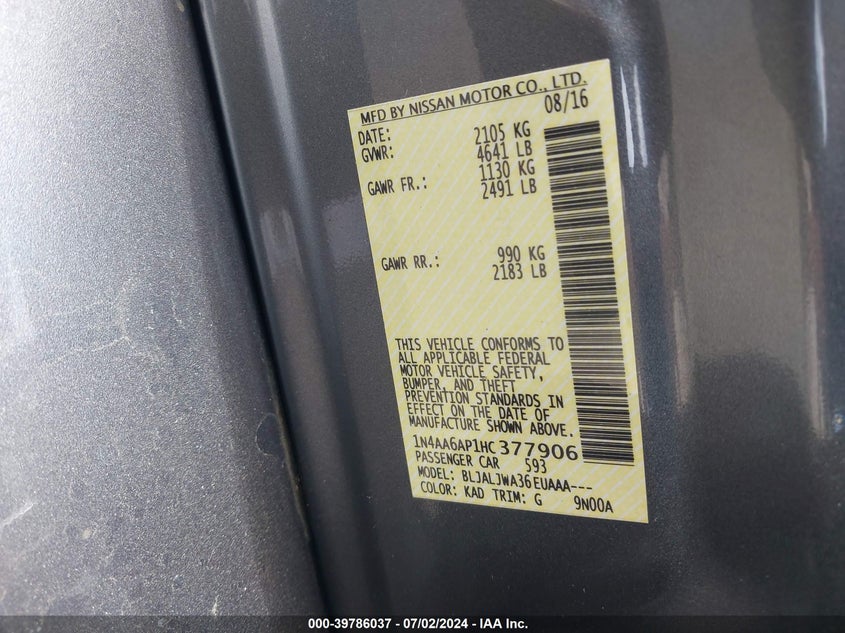 MFD BY NISSAN MOTOR CO., LTD.
DATE: 08/16
GVWR: 2105 KG
4641 LB
GAWR FR.: 1130 KG
2491 LB
GAWR RR.: 990 KG
2183 LB
THIS VEHICLE CONFORMS TO
ALL APPLICABLE FEDERAL
MOTOR VEHICLE SAFETY,
BUMPER, AND THEFT
PREVENTION STANDARDS IN
EFFECT ON THE DATE OF
MANUFACTURE SHOWN ABOVE.
1N4AA6AP1HC377906
PASSENGER CAR 593
MODEL: BLJALJWA36EUAAA---
COLOR: KAD TRIM: G 9N00A
000-39786037 - 07/02/2024 - IAA Inc.